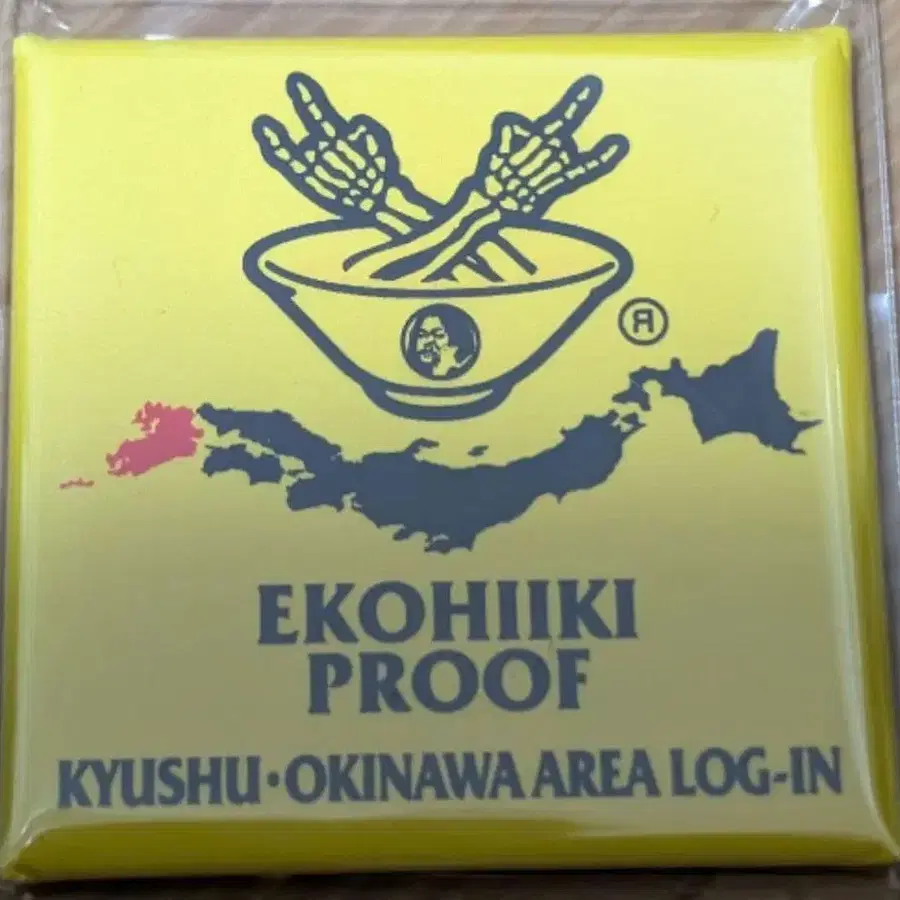 Я
EKOHIIKI
PROOF
KYUSHU・OKINAWA AREA LOG-IN